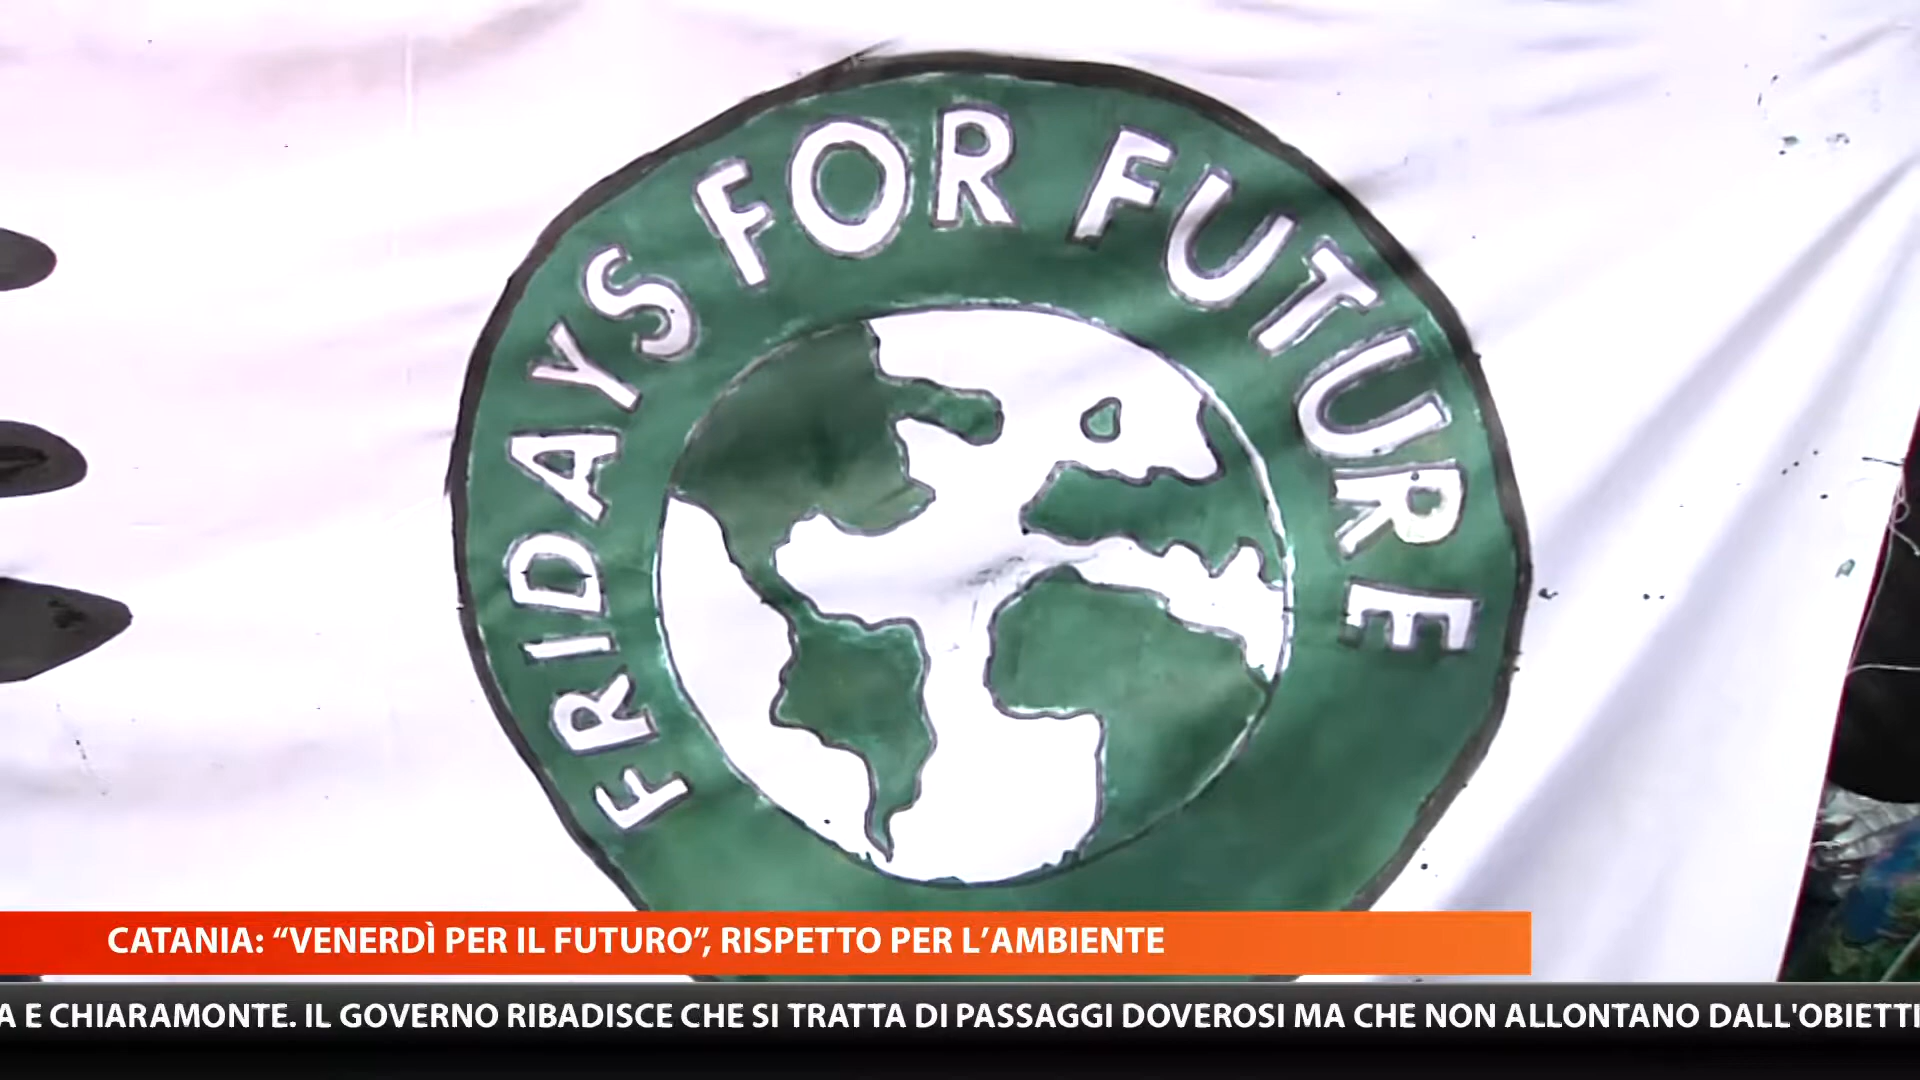 FRIDAYS FOR FUTURE
CATANIA: “VENERDÌ PER IL FUTURO”, RISPETTO PER L’AMBIENTE
A E CHIARAMONTE. IL GOVERNO RIBADISCE CHE SI TRATTA DI PASSAGGI DOVEROSI MA CHE NON ALLONTANO DALL'OBIETTI